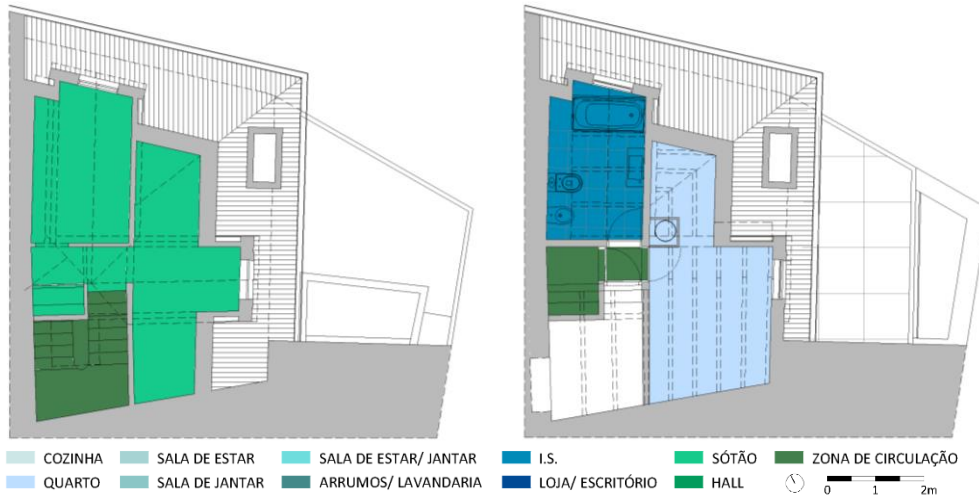 COZINHA SALA DE ESTAR SALA DE ESTAR/ JANTAR I.S. SÓTÃO ZONA DE CIRCULAÇÃO
QUARTO SALA DE JANTAR ARRUMOS/ LAVANDARIA LOJA/ ESCRITÓRIO HALL 0 1 2m